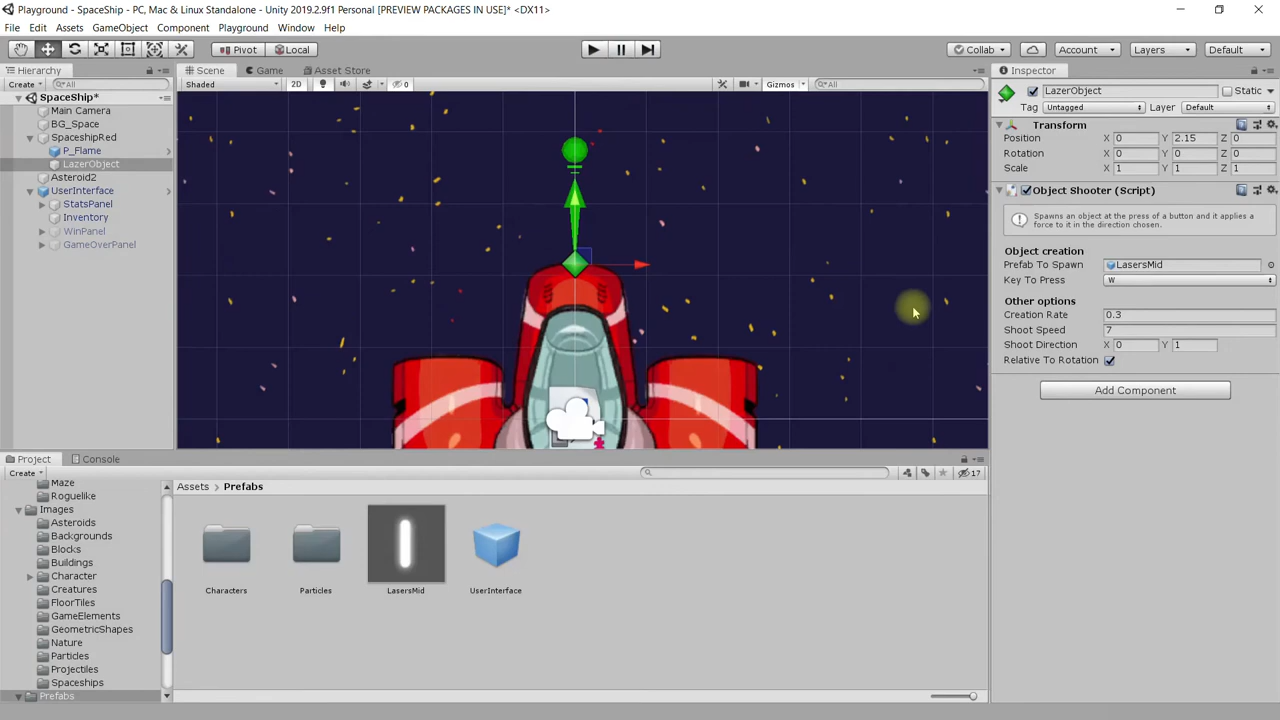 Playground - SpaceShip - PC, Mac & Linux Standalone - Unity 2019.2.9f1 Personal [PREVIEW PACKAGES IN USE]* <DX11>
File Edit Assets GameObject Component Playground Window Help
Pivot Local Collab Account Layers Default
Hierarchy
Create All
SpaceShip*
Main Camera
BG_Space
SpaceshipRed
P_Flame
LazerObject
Asteroid2
UserInterface
StatsPanel
Inventory
WinPanel
GameOverPanel
Scene Game Asset Store
Shaded 2D 0 Gizmos All
Inspector
LazerObject Static
Tag Untagged Layer Default
Transform
Position X 0 Y 2.15 Z 0
Rotation X 0 Y 0 Z 0
Scale X 1 Y 1 Z 1
Object Shooter (Script)
Spawns an object at the press of a button and it applies a
force to it in the direction chosen.
Object creation
Prefab To Spawn LasersMid
Key To Press W
Other options
Creation Rate 0.3
Shoot Speed 7
Shoot Direction X 0 Y 1
Relative To Rotation
Add Component
Project Console
Create 17
Maze
Roguelike
Images
Asteroids
Backgrounds
Blocks
Buildings
Character
Creatures
FloorTiles
GameElements
GeometricShapes
Nature
Particles
Projectiles
Spaceships
Prefabs
Assets > Prefabs
Characters Particles LasersMid UserInterface